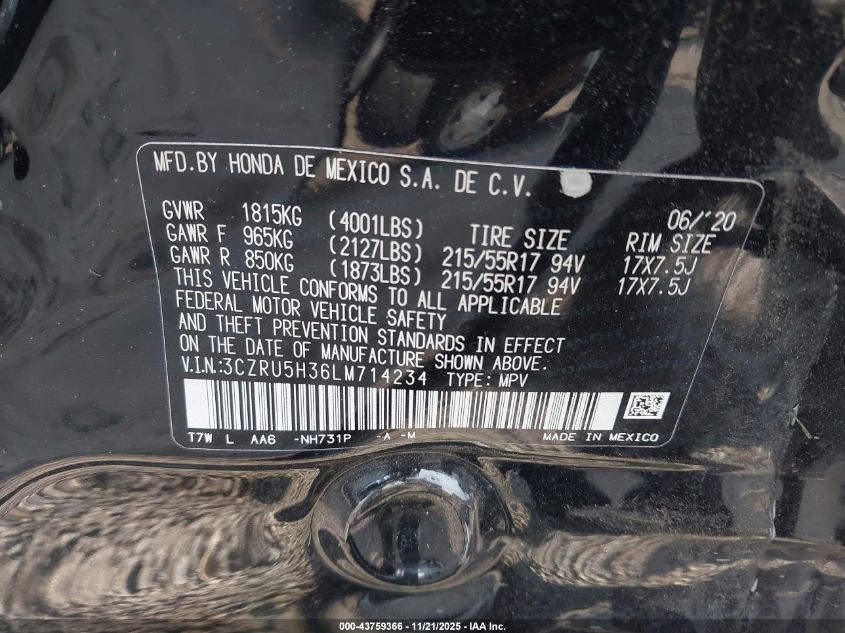 MFD.BY HONDA DE MEXICO S.A. DE C.V.
06/'20
GVWR 1815KG (4001LBS) TIRE SIZE RIM SIZE
GAWR F 965KG (2127LBS) 215/55R17 94V 17X7.5J
GAWR R 850KG (1873LBS) 215/55R17 94V 17X7.5J
THIS VEHICLE CONFORMS TO ALL APPLICABLE
FEDERAL MOTOR VEHICLE SAFETY
AND THEFT PREVENTION STANDARDS IN EFFECT
ON THE DATE OF MANUFACTURE SHOWN ABOVE.
V.I.N:3CZRU5H36LM714234 TYPE: MPV
T7W L AA6 -NH731P -A -M MADE IN MEXICO
000-43759366 - 11/21/2025 - IAA Inc.